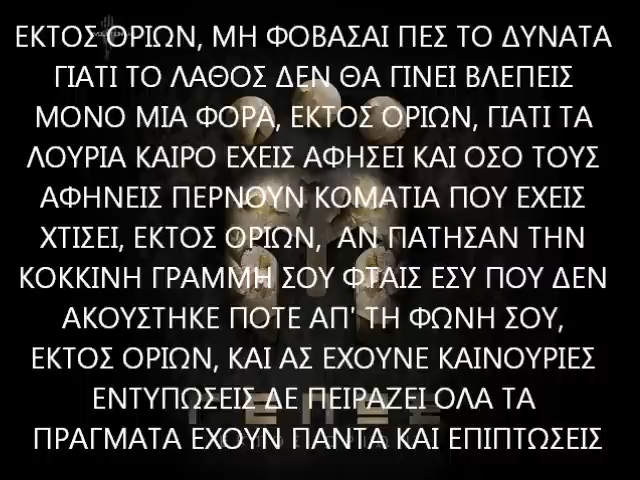 ΕΚΤΟΣ ΟΡΙΩΝ, ΜΗ ΦΟΒΑΣΑΙ ΠΕΣ ΤΟ ΔΥΝΑΤΑ
ΓΙΑΤΙ ΤΟ ΛΑΘΟΣ ΔΕΝ ΘΑ ΓΙΝΕΙ ΒΛΕΠΕΙΣ
ΜΟΝΟ ΜΙΑ ΦΟΡΑ, ΕΚΤΟΣ ΟΡΙΩΝ, ΓΙΑΤΙ ΤΑ
ΛΟΥΡΙΑ ΚΑΙΡΟ ΕΧΕΙΣ ΑΦΗΣΕΙ ΚΑΙ ΟΣΟ ΤΟΥΣ
ΑΦΗΝΕΙΣ ΠΕΡΝΟΥΝ ΚΟΜΑΤΙΑ ΠΟΥ ΕΧΕΙΣ
ΧΤΙΣΕΙ, ΕΚΤΟΣ ΟΡΙΩΝ, ΑΝ ΠΑΤΗΣΑΝ ΤΗΝ
ΚΟΚΚΙΝΗ ΓΡΑΜΜΗ ΣΟΥ ΦΤΑΙΣ ΕΣΥ ΠΟΥ ΔΕΝ
ΑΚΟΥΣΤΗΚΕ ΠΟΤΕ ΑΠ' ΤΗ ΦΩΝΗ ΣΟΥ,
ΕΚΤΟΣ ΟΡΙΩΝ, ΚΑΙ ΑΣ ΕΧΟΥΝΕ ΚΑΙΝΟΥΡΙΕΣ
ΕΝΤΥΠΩΣΕΙΣ ΔΕ ΠΕΙΡΑΖΕΙ ΟΛΑ ΤΑ
ΠΡΑΓΜΑΤΑ ΕΧΟΥΝ ΠΑΝΤΑ ΚΑΙ ΕΠΙΠΤΩΣΕΙΣ